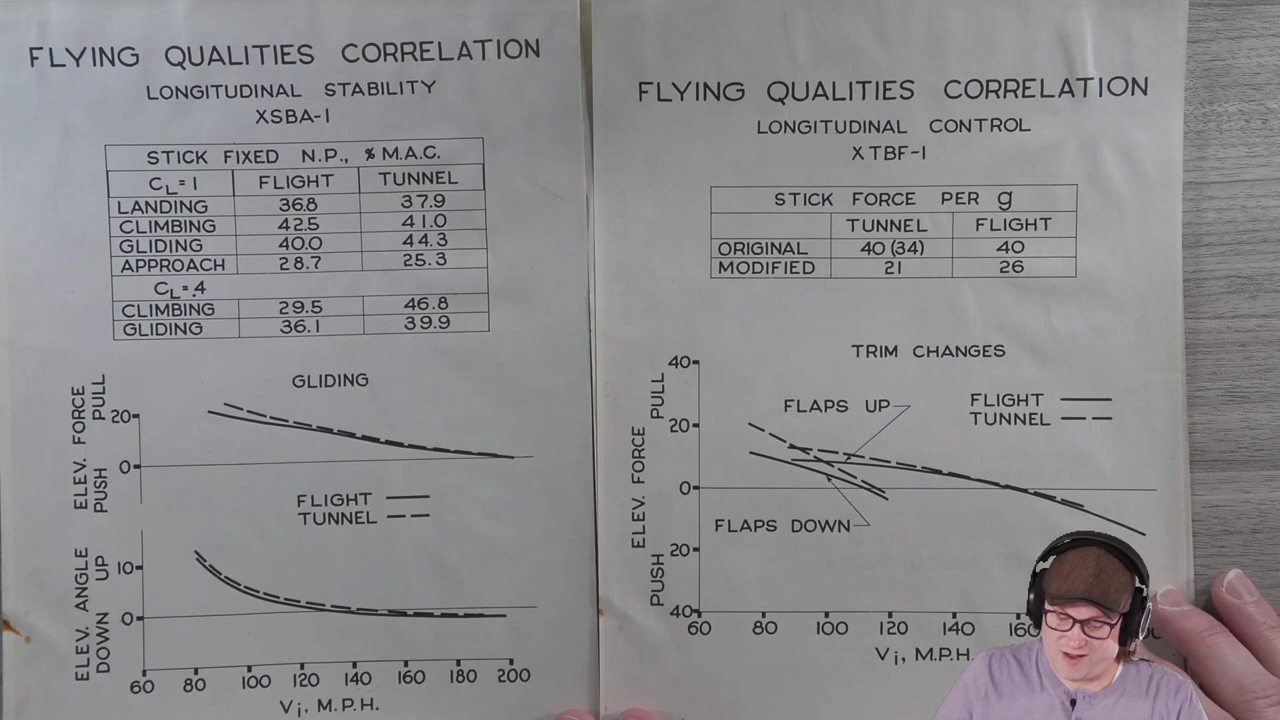 FLYING QUALITIES CORRELATION
LONGITUDINAL STABILITY
XSBA-1
STICK FIXED N.P., % M.A.C.
CL=1 FLIGHT TUNNEL
LANDING 36.8 37.9
CLIMBING 42.5 41.0
GLIDING 40.0 44.3
APPROACH 28.7 25.3
CL=.4
CLIMBING 29.5 46.8
GLIDING 36.1 39.9
GLIDING
ELEV. FORCE
PUSH PULL
20
0
FLIGHT
TUNNEL
ELEV. ANGLE
DOWN UP
10
0
60 80 100 120 140 160 180 200
Vi, M.P.H.
FLYING QUALITIES CORRELATION
LONGITUDINAL CONTROL
XTBF-1
STICK FORCE PER g
TUNNEL FLIGHT
ORIGINAL 40 (34) 40
MODIFIED 21 26
TRIM CHANGES
ELEV. FORCE
PUSH PULL
40
20
0
20
40
FLAPS UP
FLIGHT
TUNNEL
FLAPS DOWN
60 80 100 120 140 160
Vi, M.P.H.